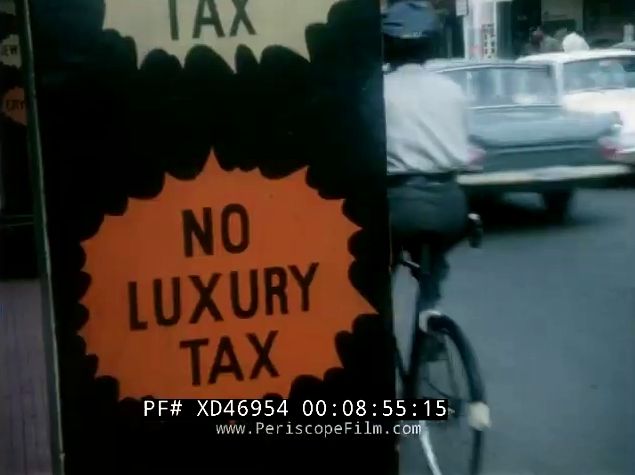 TAX
NO
LUXURY
TAX
PF# XD46954 00:08:55:15
www.PeriscopeFilm.com